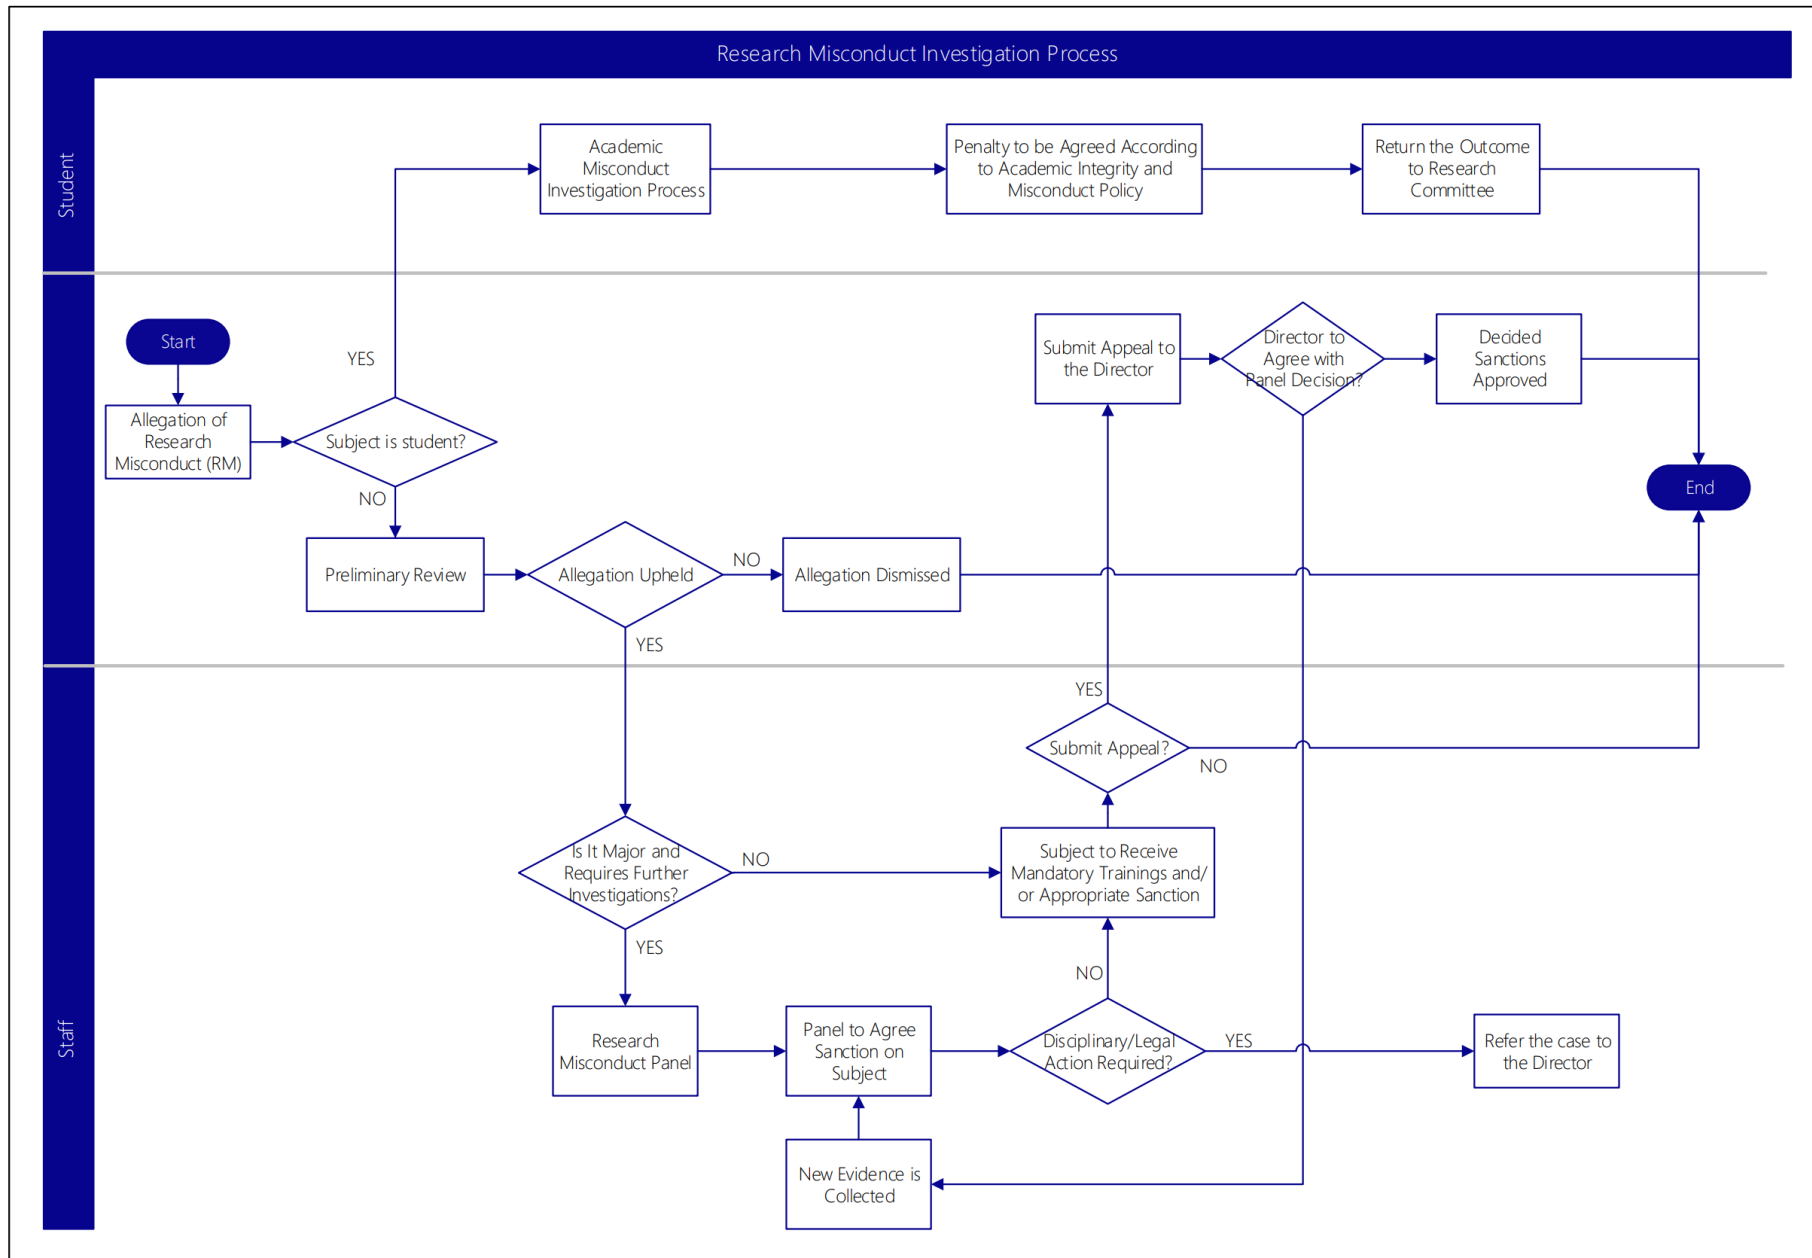 Research Misconduct Investigation Process
Student
Academic
Misconduct
Investigation Process
Penalty to be Agreed According
to Academic Integrity and
Misconduct Policy
Return the Outcome
to Research
Committee
Start
YES
Allegation of
Research
Misconduct (RM)
Subject is student?
NO
Submit Appeal to
the Director
Director to
Agree with
Panel Decision?
Decided
Sanctions
Approved
End
Preliminary Review
Allegation Upheld
NO
Allegation Dismissed
YES
Staff
YES
Submit Appeal?
NO
Is It Major and
Requires Further
Investigations?
NO
Subject to Receive
Mandatory Trainings and/
or Appropriate Sanction
YES
NO
Research
Misconduct Panel
Panel to Agree
Sanction on
Subject
Disciplinary/Legal
Action Required?
YES
Refer the case to
the Director
New Evidence is
Collected